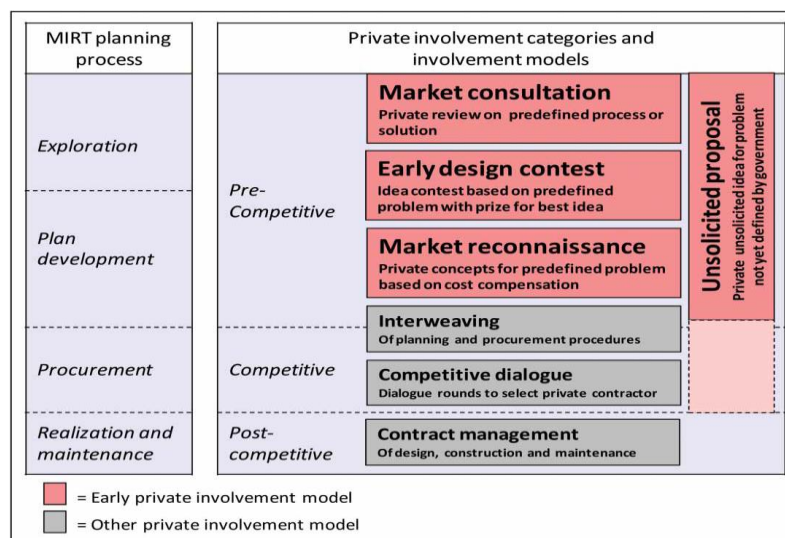 MIRT planning
process
Private involvement categories and
involvement models
Exploration
Plan
development
Procurement
Realization and
maintenance
Pre-
Competitive
Competitive
Post-
competitive
Market consultation
Private review on predefined process or
solution
Early design contest
Idea contest based on predefined
problem with prize for best idea
Market reconnaissance
Private concepts for predefined problem
based on cost compensation
Interweaving
Of planning and procurement procedures
Competitive dialogue
Dialogue rounds to select private contractor
Contract management
Of design, construction and maintenance
Unsolicited proposal
Private unsolicited idea for problem
not yet defined by government
= Early private involvement model
= Other private involvement model